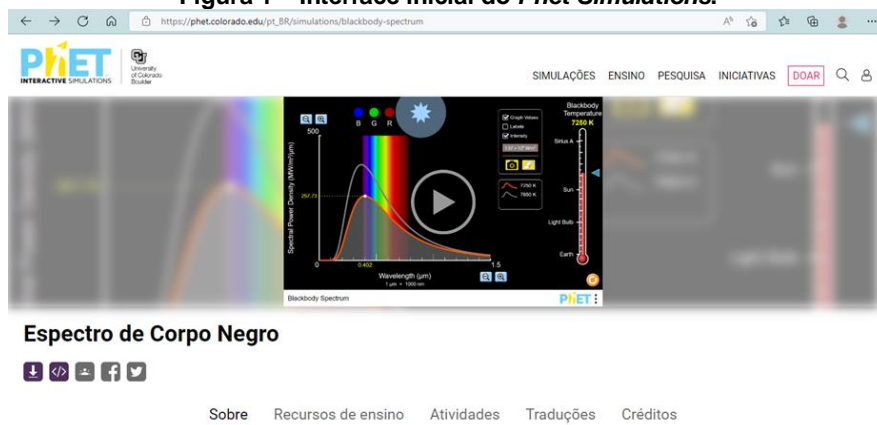 Figura 1 – Interface inicial do Phet Simulations.
https://phet.colorado.edu/pt_BR/simulations/blackbody-spectrum
PhET
INTERACTIVE SIMULATIONS
University
of Colorado
Boulder
SIMULAÇÕES ENSINO PESQUISA INICIATIVAS DOAR
B G R
500
Spectral Power Density (MW/m²/μm)
257.73
0
0.402
1.5
Wavelength (μm)
1 μm = 1000 nm
Graph Values
Labels
Intensity
7250 K
Blackbody
Temperature
7250 K
Sirius A
Sun
Light Bulb
Earth
Blackbody Spectrum
PhET
Espectro de Corpo Negro
Sobre Recursos de ensino Atividades Traduções Créditos